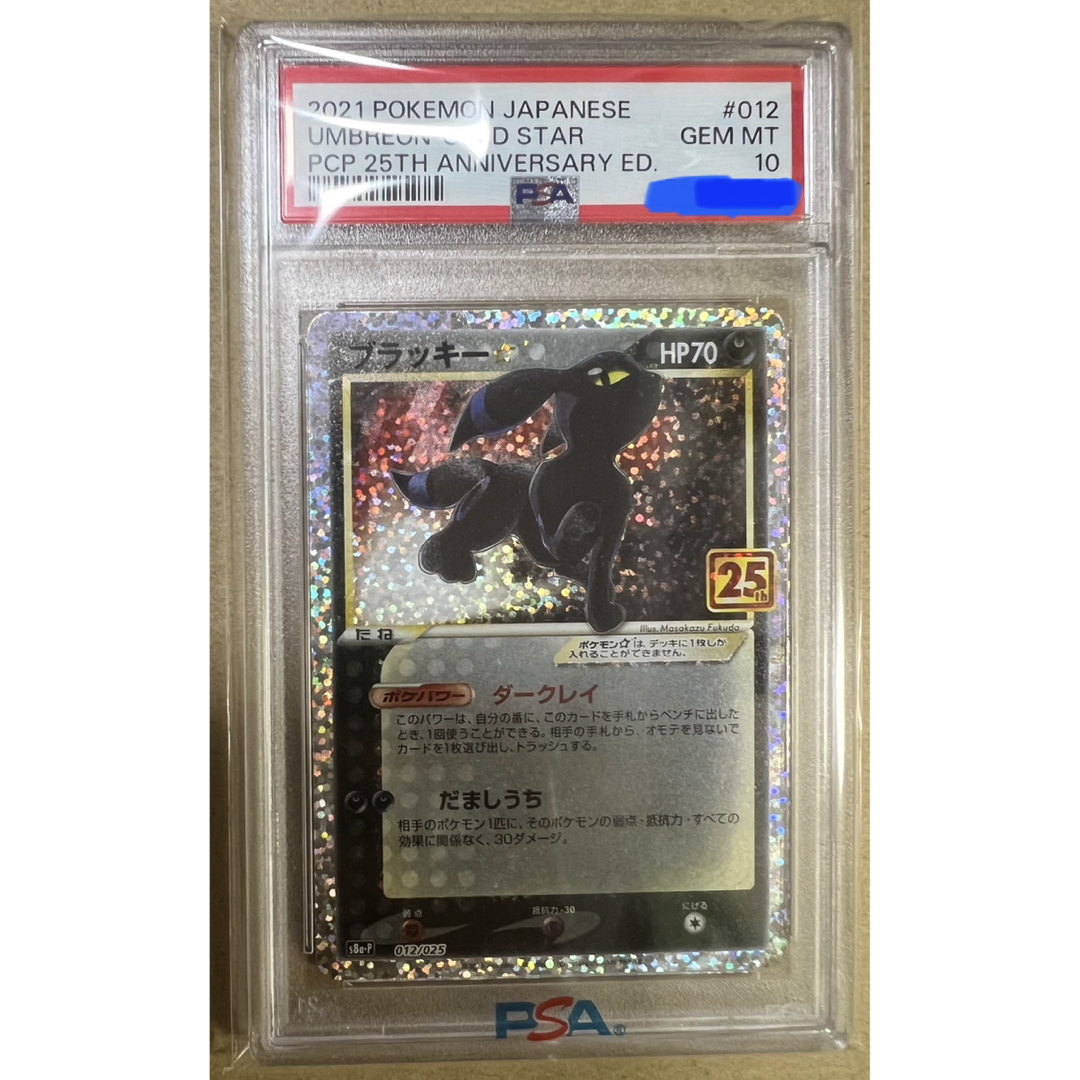 2021 POKEMON JAPANESE #012
UMBREON STAR GEM MT
PCP 25TH ANNIVERSARY ED. 10
PSA
ブラッキー☆ HP70
25th
たね
Illus. Masakazu Fukuda
ポケモン☆は、デッキに1枚しか
入れることができません。
ポケパワー ダークレイ
このパワーは、自分の番に、このカードを手札からベンチに出した
とき、1回使うことができる。相手の手札から、オモテを見ないで
カードを1枚選び出し、トラッシュする。
だましうち
相手のポケモン1匹に、そのポケモンの弱点・抵抗力・すべての
効果に関係なく、30ダメージ。
弱点 抵抗力-30 にげる
s8a-P 012/025
PSA®